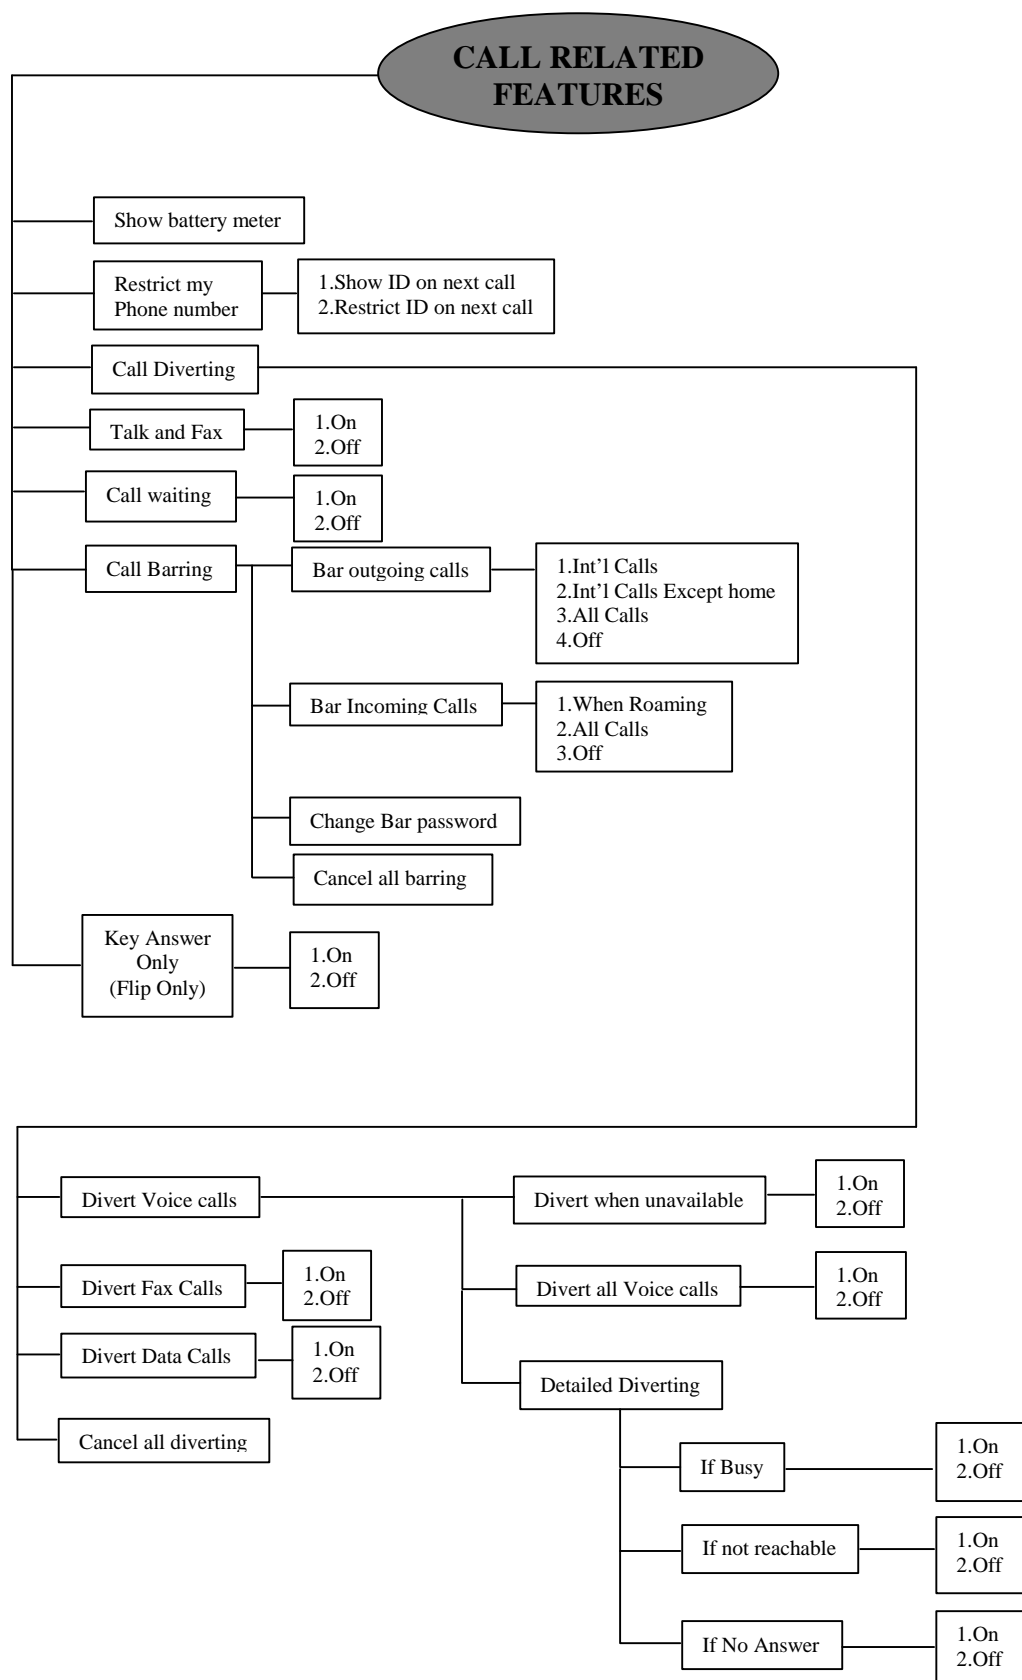 CALL RELATED
FEATURES
Show battery meter
Restrict my
Phone number
1.Show ID on next call
2.Restrict ID on next call
Call Diverting
Talk and Fax
1.On
2.Off
Call waiting
1.On
2.Off
Call Barring
Bar outgoing calls
1.Int'l Calls
2.Int'l Calls Except home
3.All Calls
4.Off
Bar Incoming Calls
1.When Roaming
2.All Calls
3.Off
Change Bar password
Cancel all barring
Key Answer
Only
(Flip Only)
1.On
2.Off
Divert Voice calls
Divert when unavailable
1.On
2.Off
Divert Fax Calls
1.On
2.Off
Divert all Voice calls
1.On
2.Off
Divert Data Calls
1.On
2.Off
Detailed Diverting
Cancel all diverting
If Busy
1.On
2.Off
If not reachable
1.On
2.Off
If No Answer
1.On
2.Off